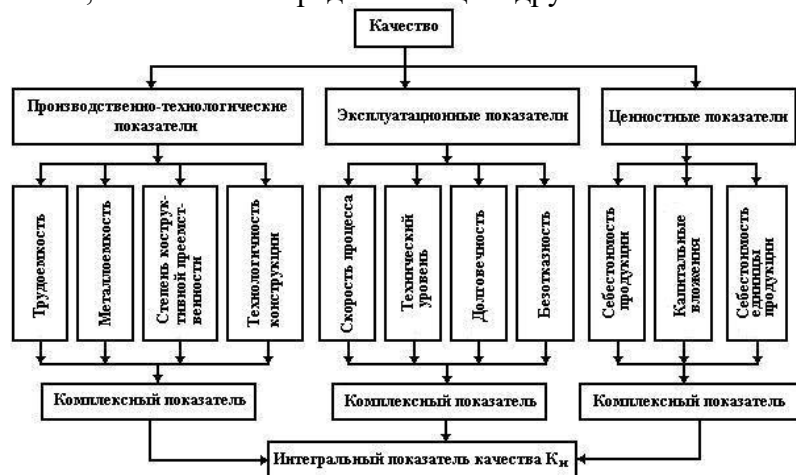 Качество
Производственно-технологические
показатели
Эксплуатационные показатели
Ценностные показатели
Трудоемкость
Металлоемкость
Степень кострук-
тивной преемст-
венности
Технологичность
конструкции
Скорость процесса
Технический
уровень
Долговечность
Безотказность
Себестоимость
продукции
Капитальные
вложения
Себестоимость
единицы
продукции
Комплексный показатель
Комплексный показатель
Комплексный показатель
Интегральный показатель качества Ки